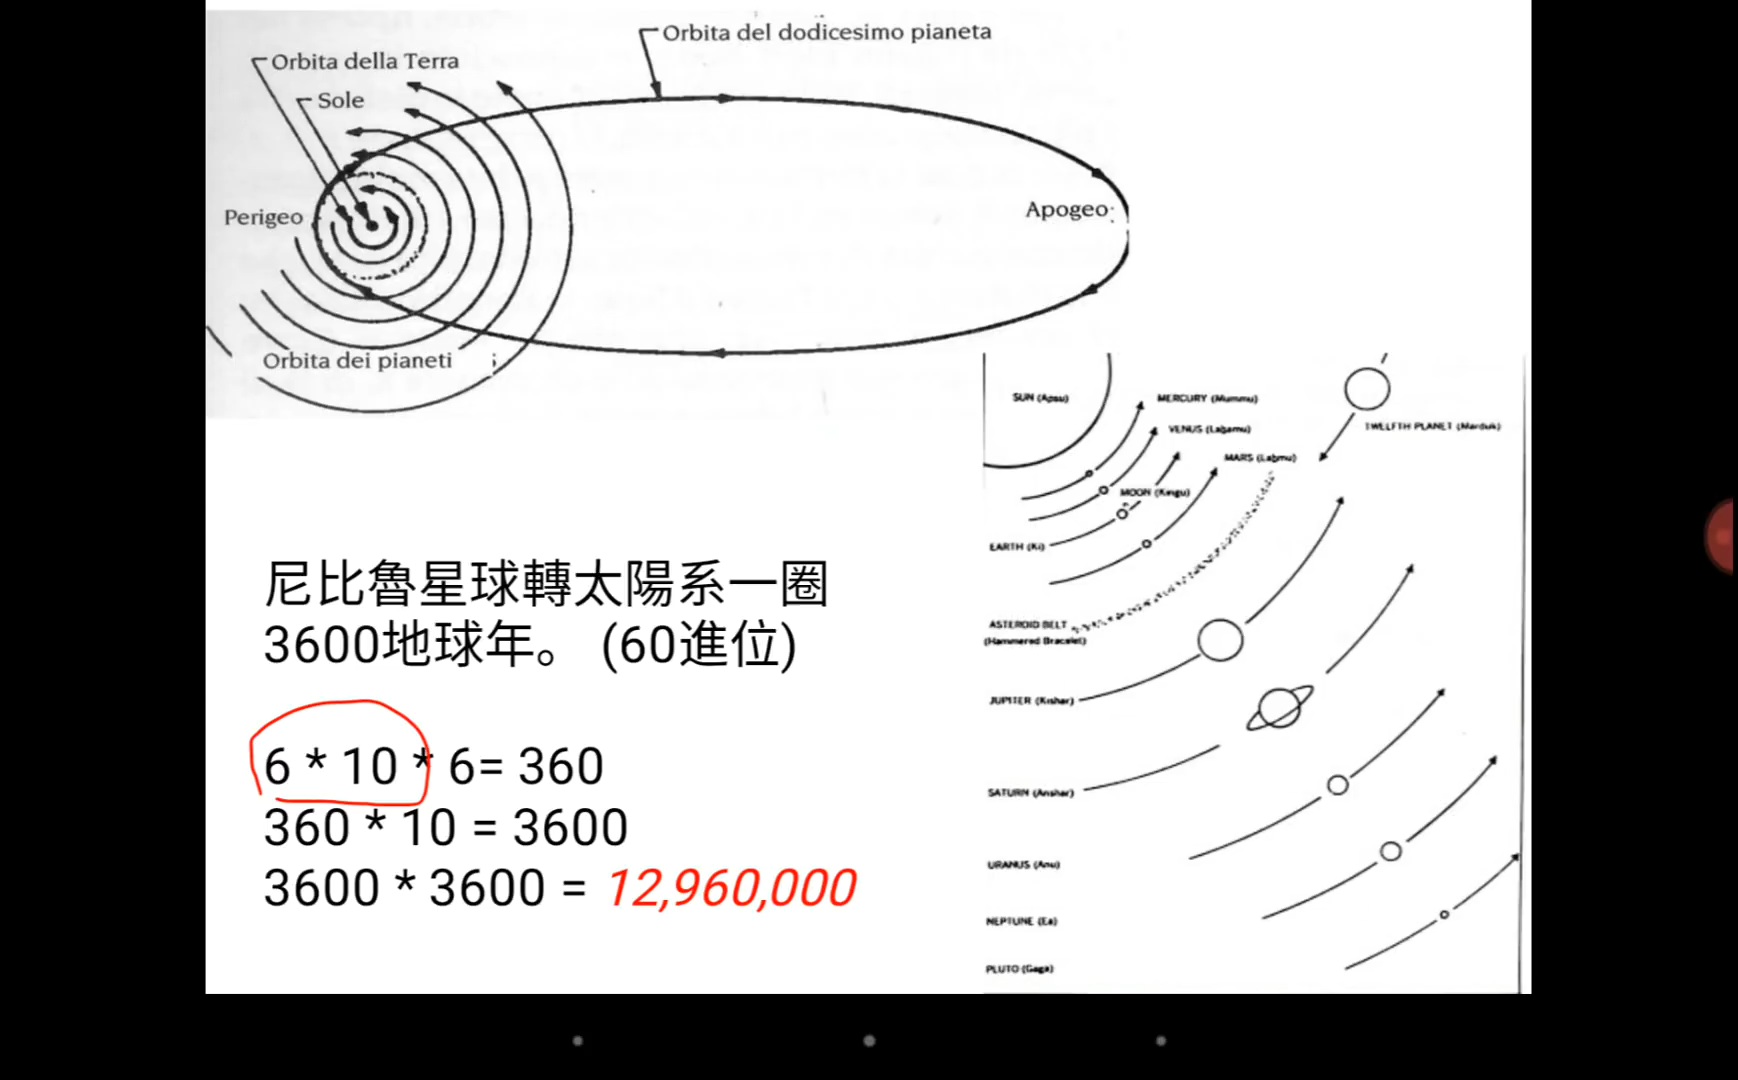 Orbita del dodicesimo pianeta
Orbita della Terra
Sole
Perigeo
Apogeo
Orbita dei pianeti
SUN (Apsu)
MERCURY (Mummu)
VENUS (Lahamu)
MARS (Lahmu)
MOON (Kingu)
TWELFTH PLANET (Marduk)
EARTH (Ki)
ASTEROID BELT
(Hammered Bracelet)
JUPITER (Kishar)
SATURN (Anshar)
URANUS (Anu)
NEPTUNE (Ea)
PLUTO (Gaga)
尼比魯星球轉太陽系一圈
3600地球年。 (60進位)
6 * 10 * 6= 360
360 * 10 = 3600
3600 * 3600 = 12,960,000